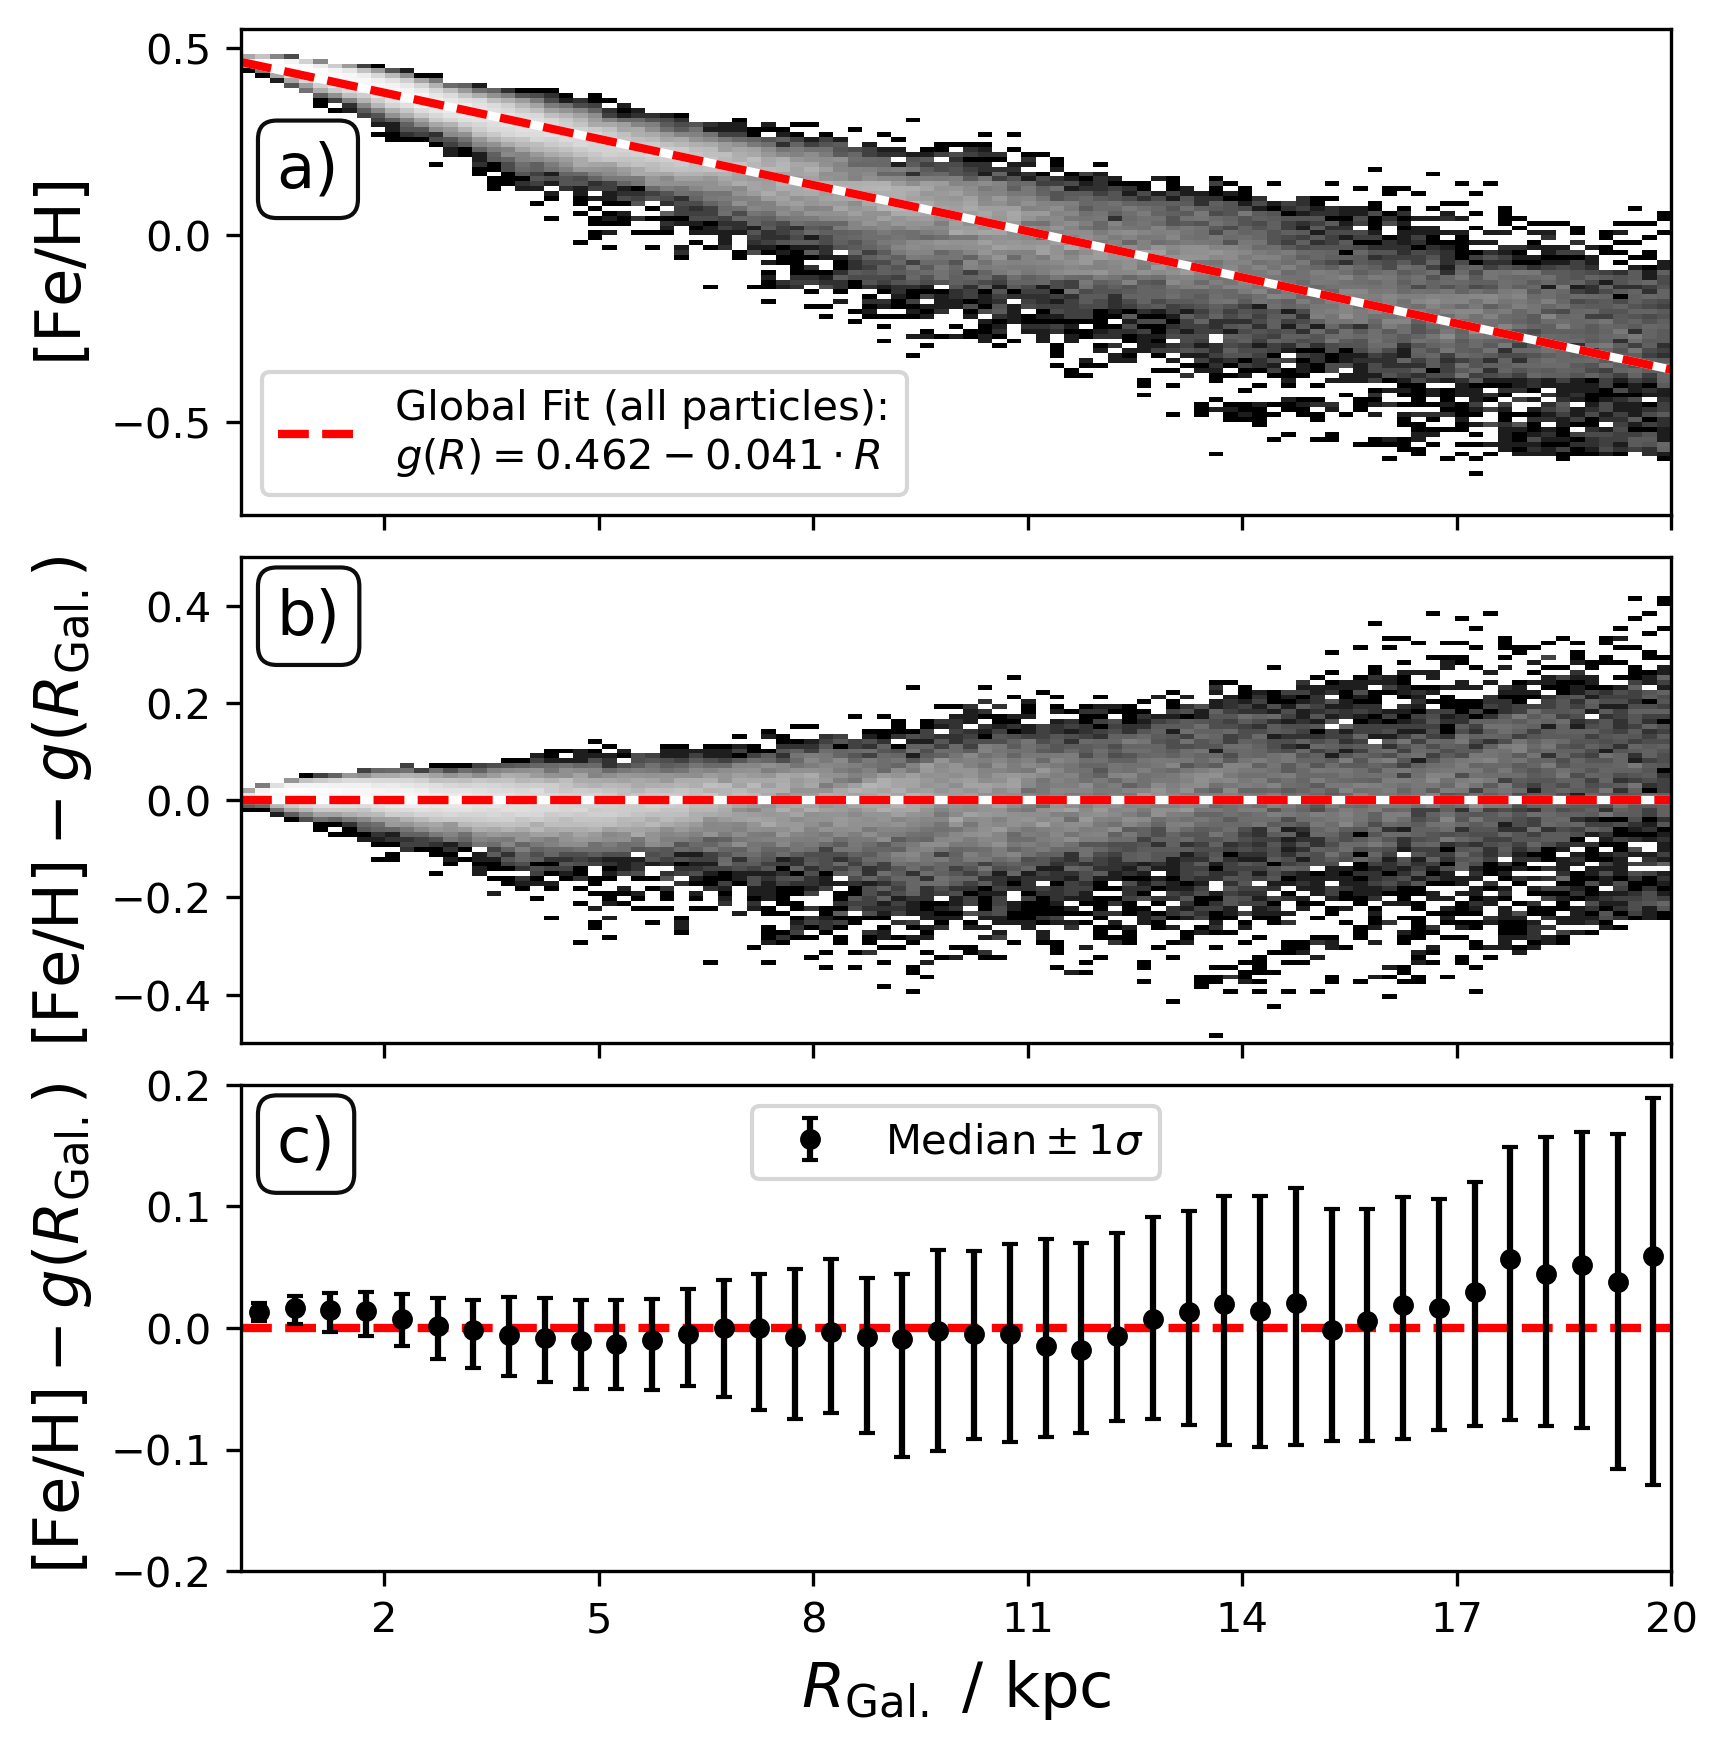 0.5
0.0
−0.5
[Fe/H]
a)
Global Fit (all particles):
g(R) = 0.462 − 0.041 · R
0.4
0.2
0.0
−0.2
−0.4
[Fe/H] − g(R_Gal.)
b)
0.2
0.1
0.0
−0.1
−0.2
[Fe/H] − g(R_Gal.)
c)
Median ± 1σ
2 5 8 11 14 17 20
R_Gal. / kpc